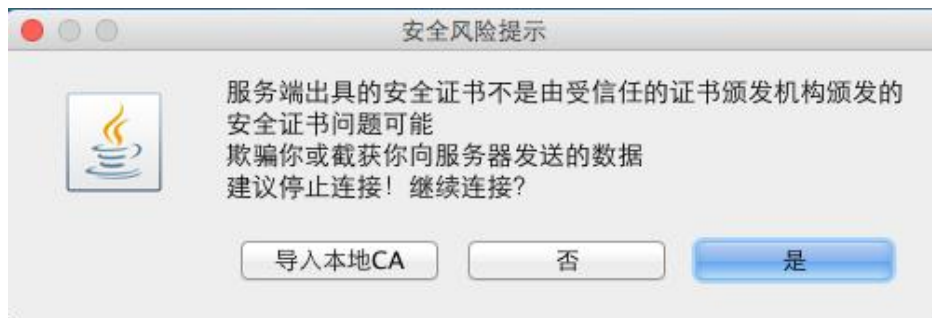 安全风险提示
服务端出具的安全证书不是由受信任的证书颁发机构颁发的
安全证书问题可能
欺骗你或截获你向服务器发送的数据
建议停止连接！继续连接？
导入本地CA
否
是